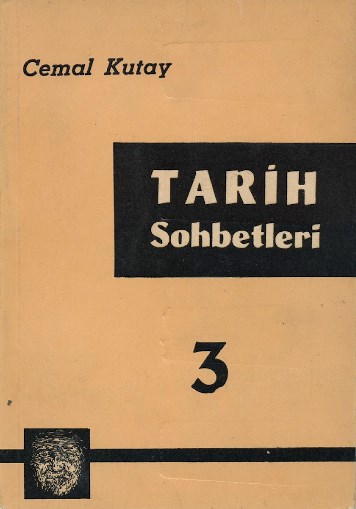 Cemal Kutay
TARİH
Sohbetleri
3